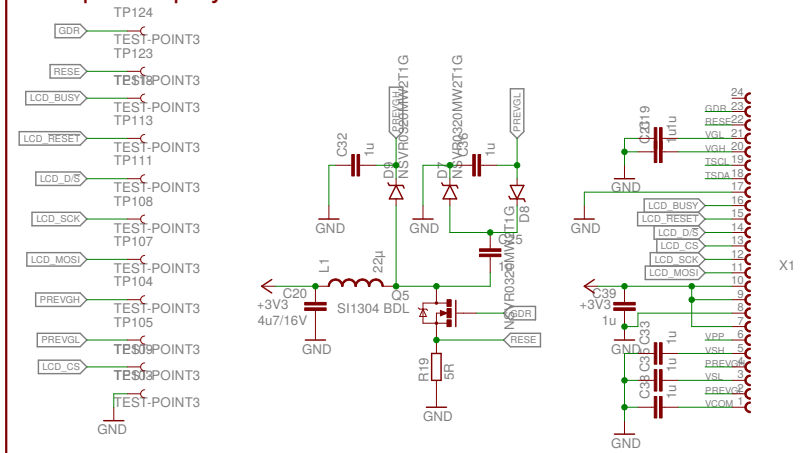 TP124
GDR
TEST-POINT3
TP123
RESE
TEST-POINT3
LCD_BUSY
TEST-POINT3
TP113
LCD_RESET
TEST-POINT3
TP111
LCD_D/S
TEST-POINT3
TP108
LCD_SCK
TEST-POINT3
TP107
LCD_MOSI
TEST-POINT3
TP104
PREVGH
TEST-POINT3
TP105
PREVGL
TEST-POINT3
LCD_CS
TEST-POINT3
GND
C32
1u
GND
PREVGH
NSVR0320MW2T1G
D9
NSVR0320MW2T1G
D7
C36
1u
GND
PREVGL
D8
NSVR0320MW2T1G
L1
22µ
+3V3
C20
4u7/16V
GND
Q5
SI1304 BDL
GDR
RESE
R19
5R
GND
GND
GND
+3V3
C39
1u
GND
C33
1u
1u
1u
GND
24
GDR 23
RESE 22
VGL 21
VGH 20
TSCL 19
TSDA 18
17
LCD_BUSY 16
LCD_RESET 15
LCD_D/S 14
LCD_CS 13
LCD_SCK 12
LCD_MOSI 11
10
9
8
7
VPP 6
VSH 5
PREVGH 4
VSL 3
PREVGL 2
VCOM 1
X1